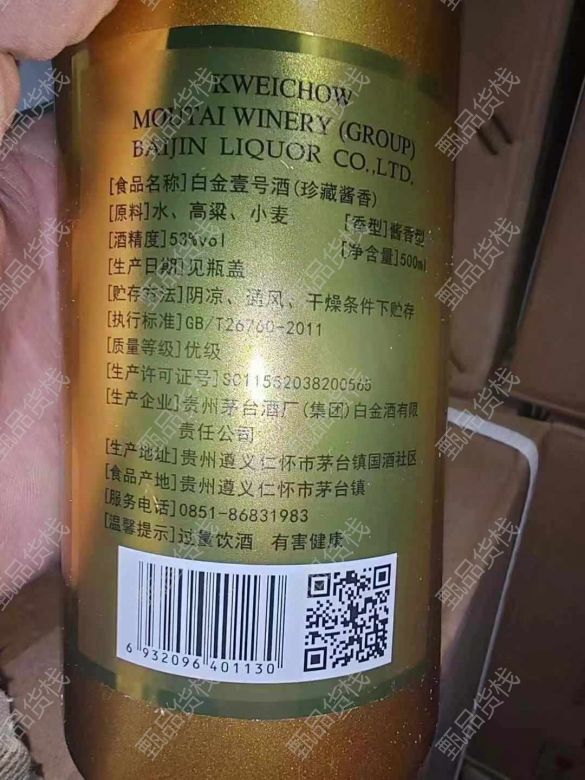 KWEICHOW
MOUTAI WINERY (GROUP)
BAIJIN LIQUOR CO.,LTD.
[食品名称]白金壹号酒(珍藏酱香)
[原料]水、高粱、小麦 [香型]酱香型
[酒精度]53%vol [净含量]500ml
[生产日期]见瓶盖
[贮存方法]阴凉、通风、干燥条件下贮存
[执行标准]GB/T26760-2011
[质量等级]优级
[生产许可证号]SC11552038200565
[生产企业]贵州茅台酒厂(集团)白金酒有限
责任公司
[生产地址]贵州遵义仁怀市茅台镇国酒社区
[食品产地]贵州遵义仁怀市茅台镇
[服务电话]0851-86831983
[温馨提示]过量饮酒 有害健康
6 932096 401130
甄品货栈